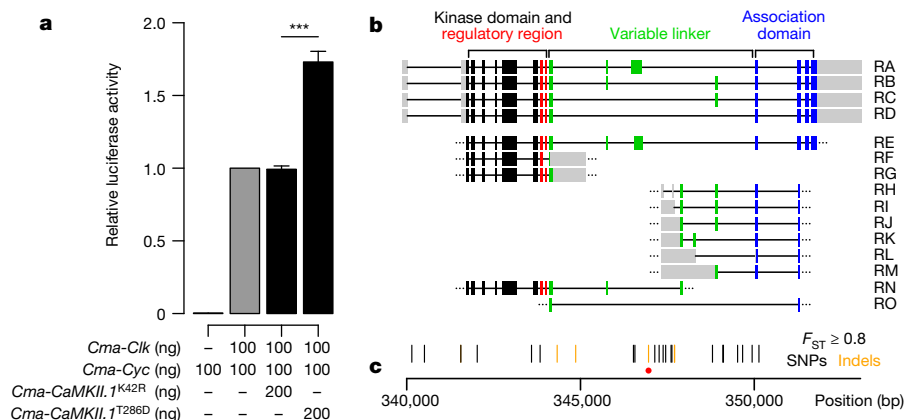 a
Relative luciferase activity
2.0
1.5
1.0
0.5
0
***
Cma-Clk (ng) – 100 100 100
Cma-Cyc (ng) 100 100 100 100
Cma-CaMKII.1K42R (ng) – – 200 –
Cma-CaMKII.1T286D (ng) – – – 200
b
Kinase domain and
regulatory region
Variable linker
Association
domain
RA
RB
RC
RD
RE
RF
RG
RH
RI
RJ
RK
RL
RM
RN
RO
FST ≥ 0.8
SNPs Indels
c
340,000 345,000 350,000 Position (bp)